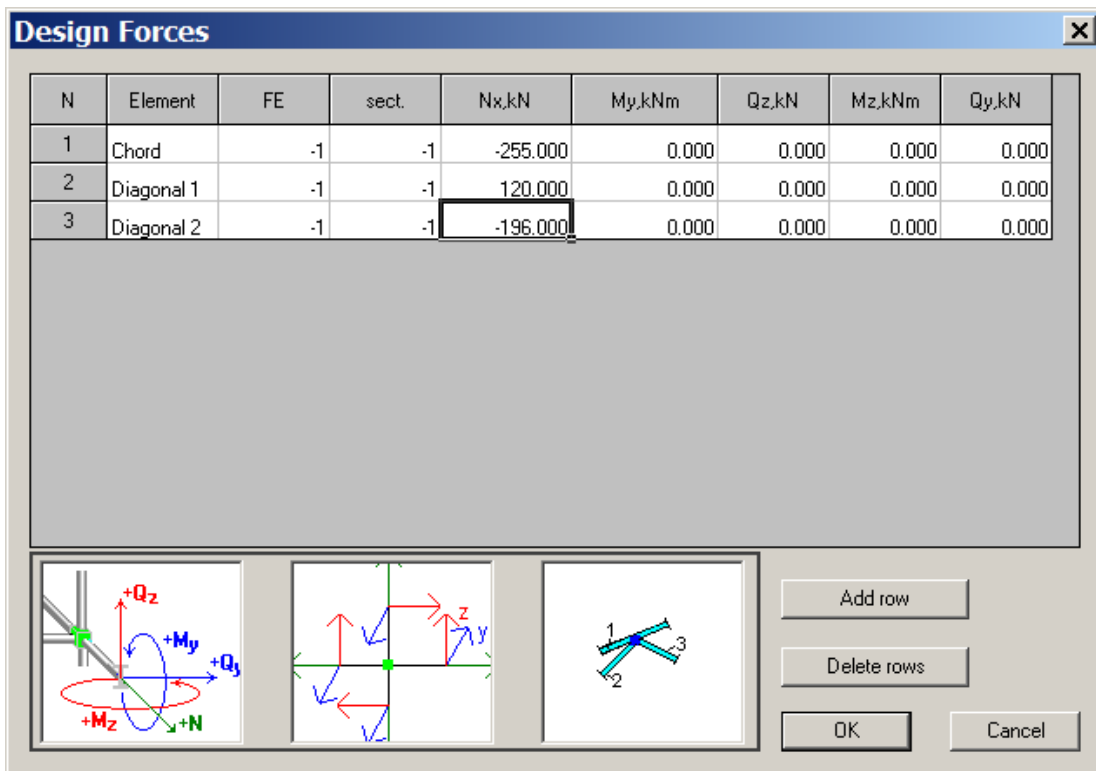 Design Forces
N Element FE sect. Nx,kN My,kNm Qz,kN Mz,kNm Qy,kN
1 Chord -1 -1 -255.000 0.000 0.000 0.000 0.000
2 Diagonal 1 -1 -1 120.000 0.000 0.000 0.000 0.000
3 Diagonal 2 -1 -1 -196.000 0.000 0.000 0.000 0.000
+Qz
+My
+Qy
+Mz
+N
z
y
1
3
2
Add row
Delete rows
OK Cancel